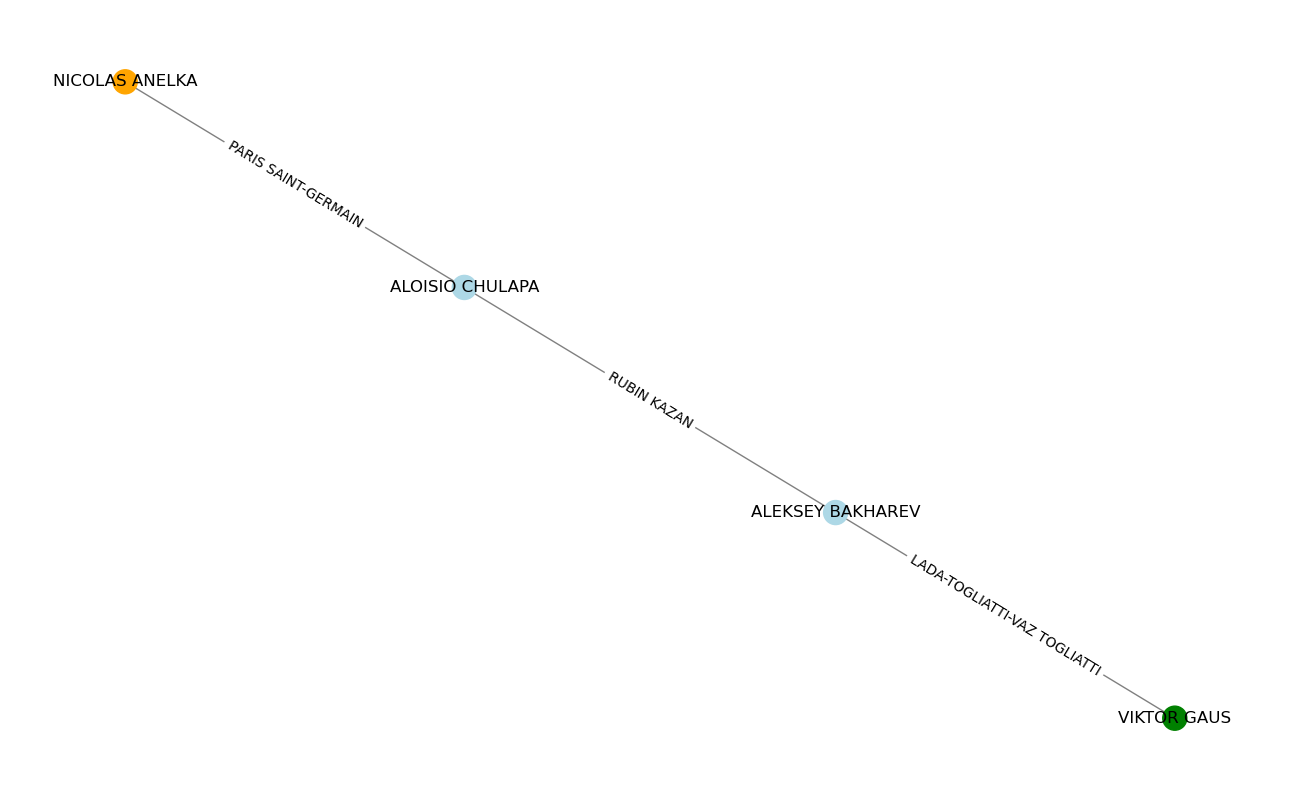 NICOLAS ANELKA
PARIS SAINT-GERMAIN
ALOISIO CHULAPA
RUBIN KAZAN
ALEKSEY BAKHAREV
LADA-TOGLIATTI-VAZ TOGLIATTI
VIKTOR GAUS